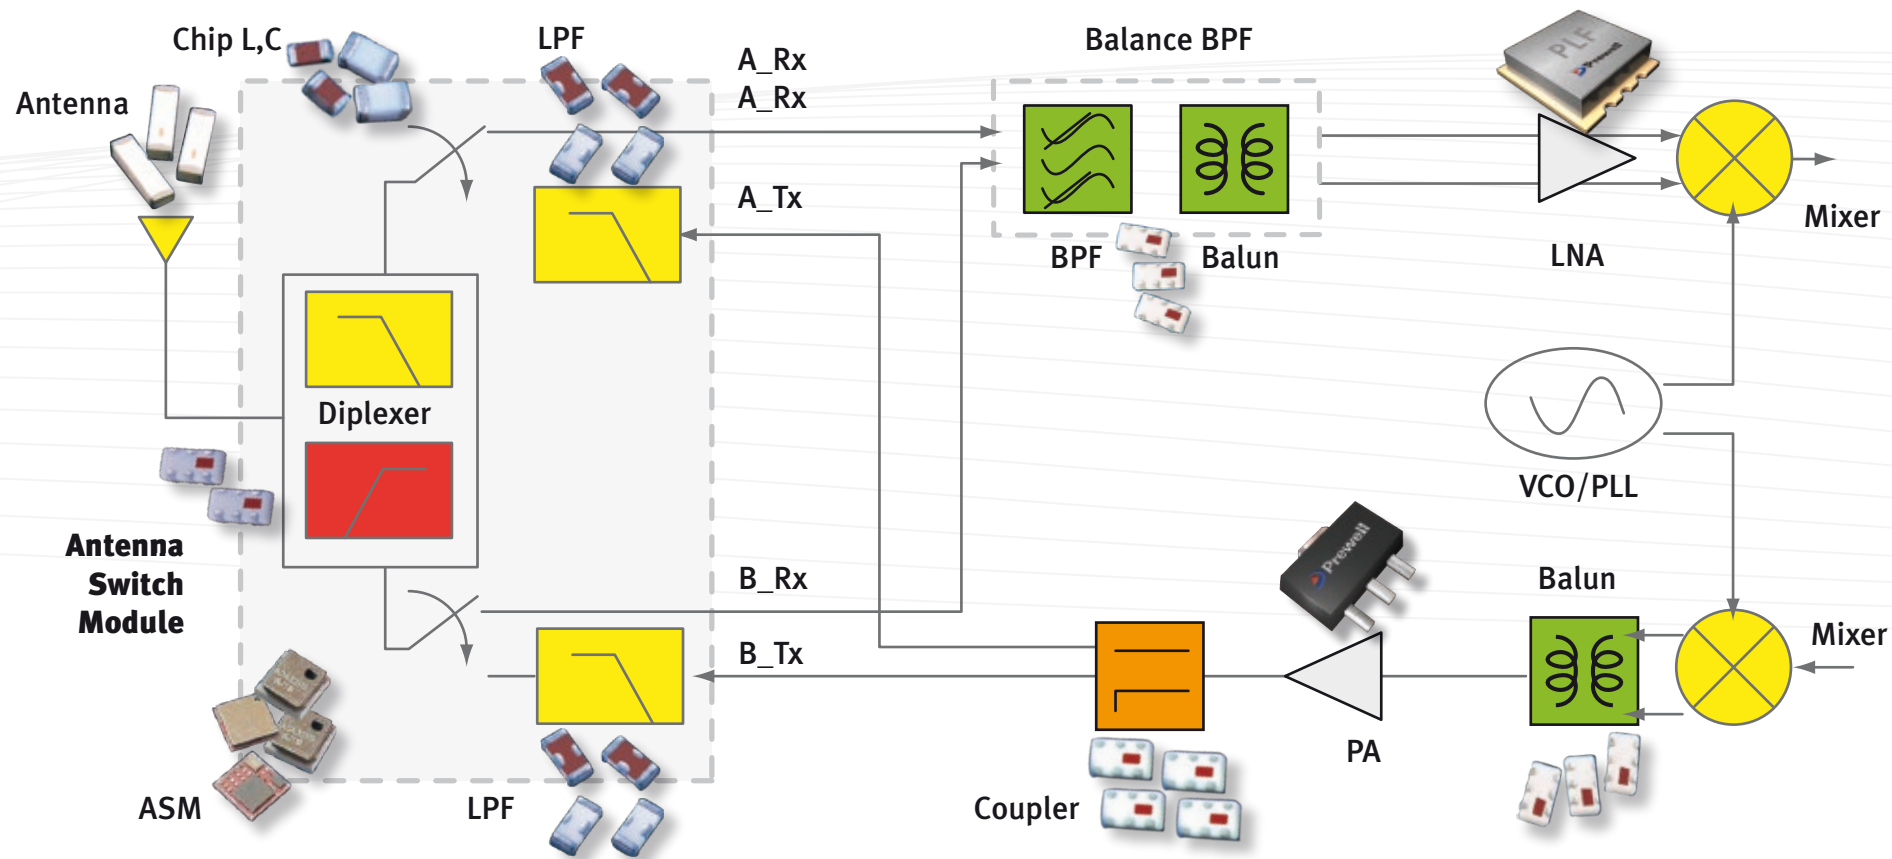 Chip L,C
LPF
A_Rx
Balance BPF
PLF
Prewell
Antenna
A_Rx
A_Tx
Mixer
BPF
Balun
LNA
Diplexer
VCO/PLL
Antenna
Switch
Module
Prewell
B_Rx
Balun
Mixer
B_Tx
PA
ASM
LPF
Coupler